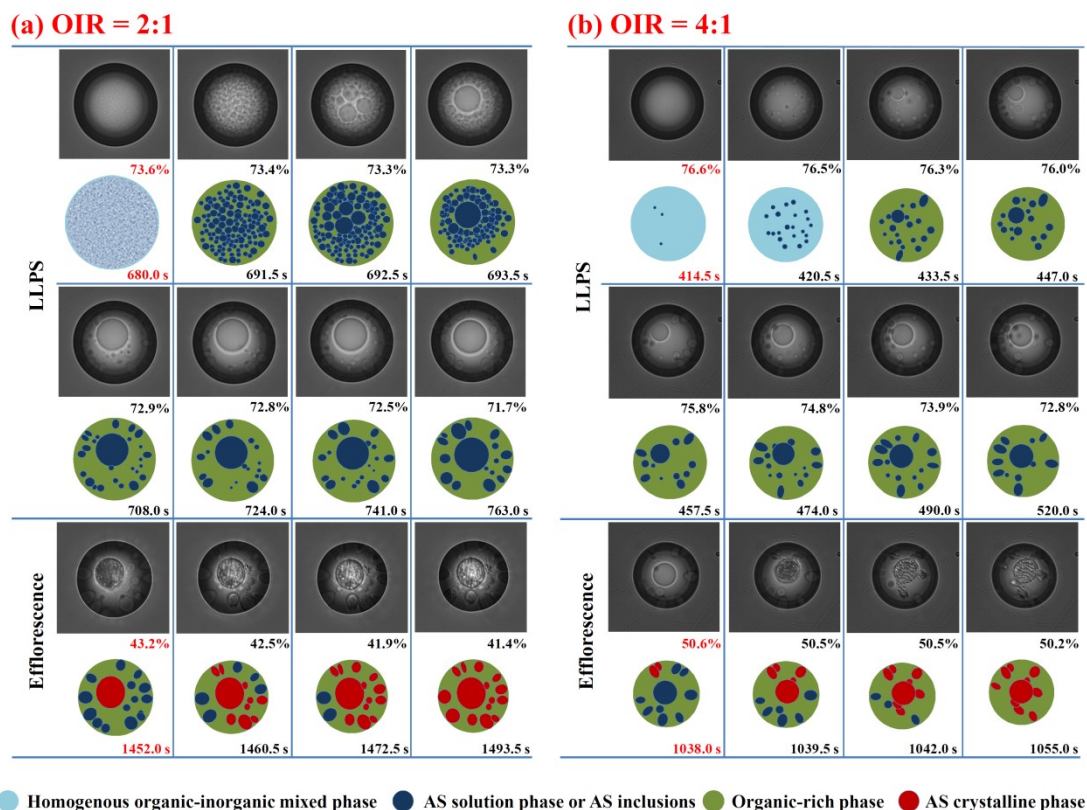 (a) OIR = 2:1
LLPS
73.6% 73.4% 73.3% 73.3%
680.0 s 691.5 s 692.5 s 693.5 s
72.9% 72.8% 72.5% 71.7%
708.0 s 724.0 s 741.0 s 763.0 s
Efflorescence
43.2% 42.5% 41.9% 41.4%
1452.0 s 1460.5 s 1472.5 s 1493.5 s
(b) OIR = 4:1
LLPS
76.6% 76.5% 76.3% 76.0%
414.5 s 420.5 s 433.5 s 447.0 s
75.8% 74.8% 73.9% 72.8%
457.5 s 474.0 s 490.0 s 520.0 s
Efflorescence
50.6% 50.5% 50.5% 50.2%
1038.0 s 1039.5 s 1042.0 s 1055.0 s
Homogenous organic-inorganic mixed phase AS solution phase or AS inclusions Organic-rich phase AS crystalline phase